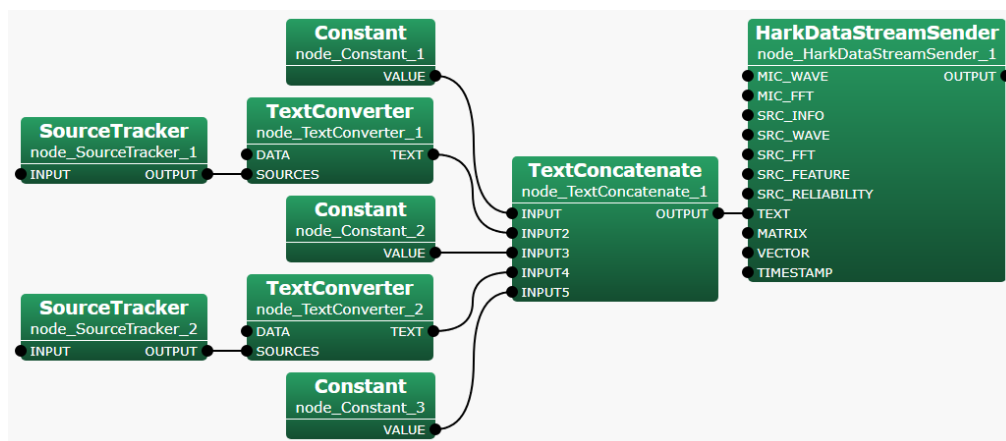 Constant
node_Constant_1
VALUE
TextConverter
node_TextConverter_1
DATA TEXT
SOURCES
SourceTracker
node_SourceTracker_1
INPUT OUTPUT
Constant
node_Constant_2
VALUE
TextConverter
node_TextConverter_2
DATA TEXT
SOURCES
SourceTracker
node_SourceTracker_2
INPUT OUTPUT
Constant
node_Constant_3
VALUE
TextConcatenate
node_TextConcatenate_1
INPUT OUTPUT
INPUT2
INPUT3
INPUT4
INPUT5
HarkDataStreamSender
node_HarkDataStreamSender_1
MIC_WAVE OUTPUT
MIC_FFT
SRC_INFO
SRC_WAVE
SRC_FFT
SRC_FEATURE
SRC_RELIABILITY
TEXT
MATRIX
VECTOR
TIMESTAMP